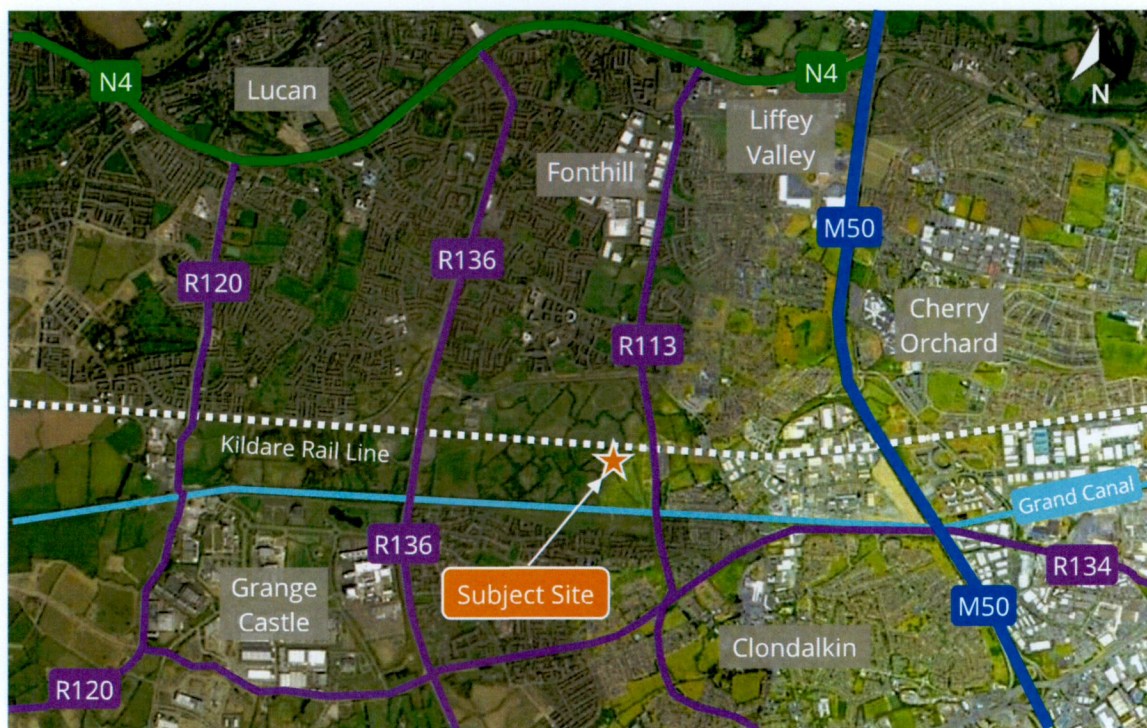 N4
Lucan
N4
N
Liffey
Valley
Fonthill
M50
R136
R120
Cherry
Orchard
R113
Kildare Rail Line
Grand Canal
R136
R134
Subject Site
Grange
Castle
M50
Clondalkin
R120